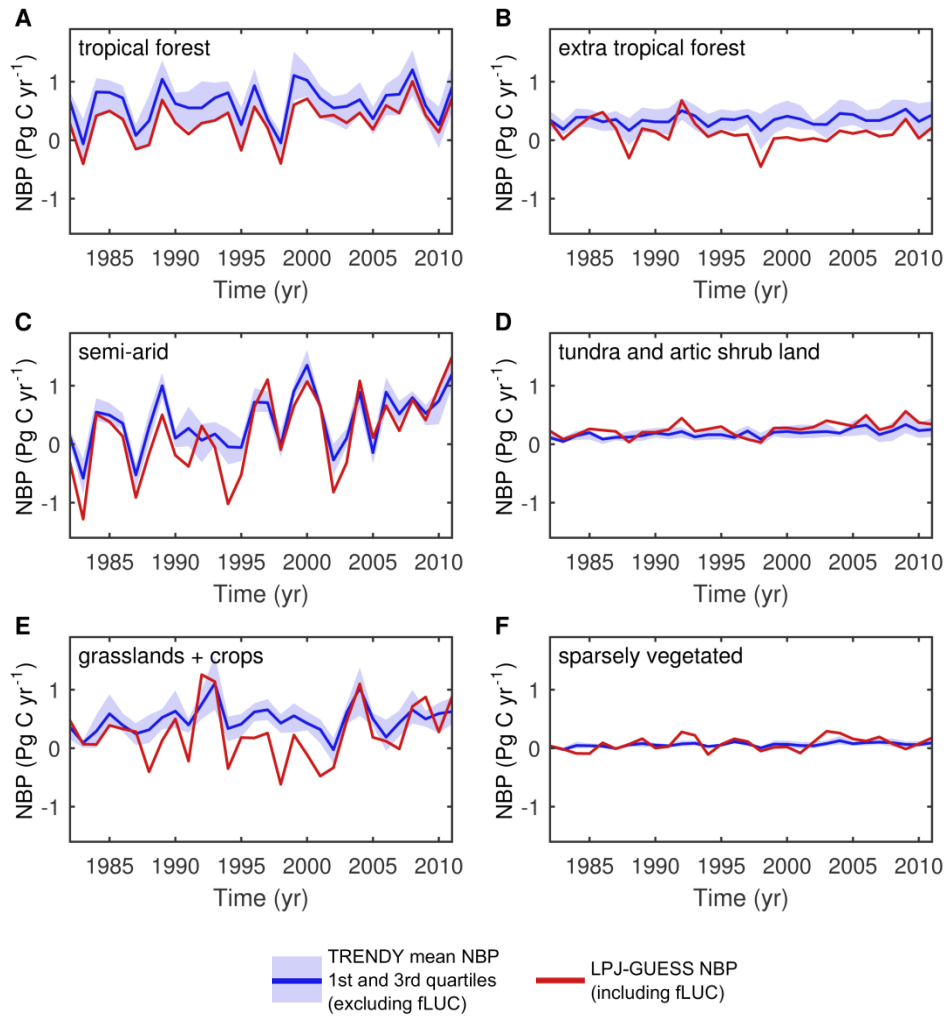 A
tropical forest
NBP (Pg C yr⁻¹)
1
0
-1
1985 1990 1995 2000 2005 2010
Time (yr)
B
extra tropical forest
NBP (Pg C yr⁻¹)
1
0
-1
1985 1990 1995 2000 2005 2010
Time (yr)
C
semi-arid
NBP (Pg C yr⁻¹)
1
0
-1
1985 1990 1995 2000 2005 2010
Time (yr)
D
tundra and artic shrub land
NBP (Pg C yr⁻¹)
1
0
-1
1985 1990 1995 2000 2005 2010
Time (yr)
E
grasslands + crops
NBP (Pg C yr⁻¹)
1
0
-1
1985 1990 1995 2000 2005 2010
Time (yr)
F
sparsely vegetated
NBP (Pg C yr⁻¹)
1
0
-1
1985 1990 1995 2000 2005 2010
Time (yr)
TRENDY mean NBP
1st and 3rd quartiles
(excluding fLUC)
LPJ-GUESS NBP
(including fLUC)